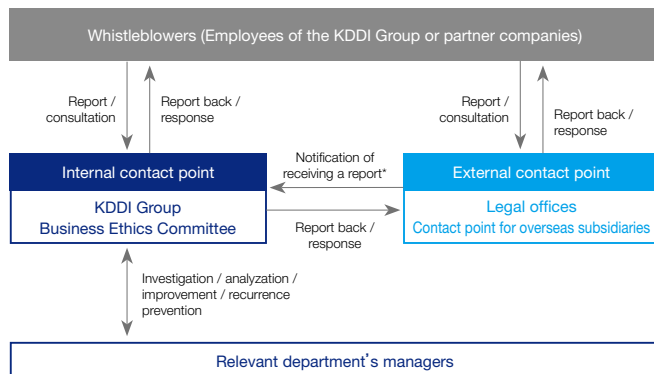 Whistleblowers (Employees of the KDDI Group or partner companies)
Report /
consultation
Report back /
response
Report /
consultation
Report back /
response
Internal contact point
KDDI Group
Business Ethics Committee
Notification of
receiving a report*
Report back /
response
External contact point
Legal offices
Contact point for overseas subsidiaries
Investigation / analyzation /
improvement / recurrence
prevention
Relevant department's managers